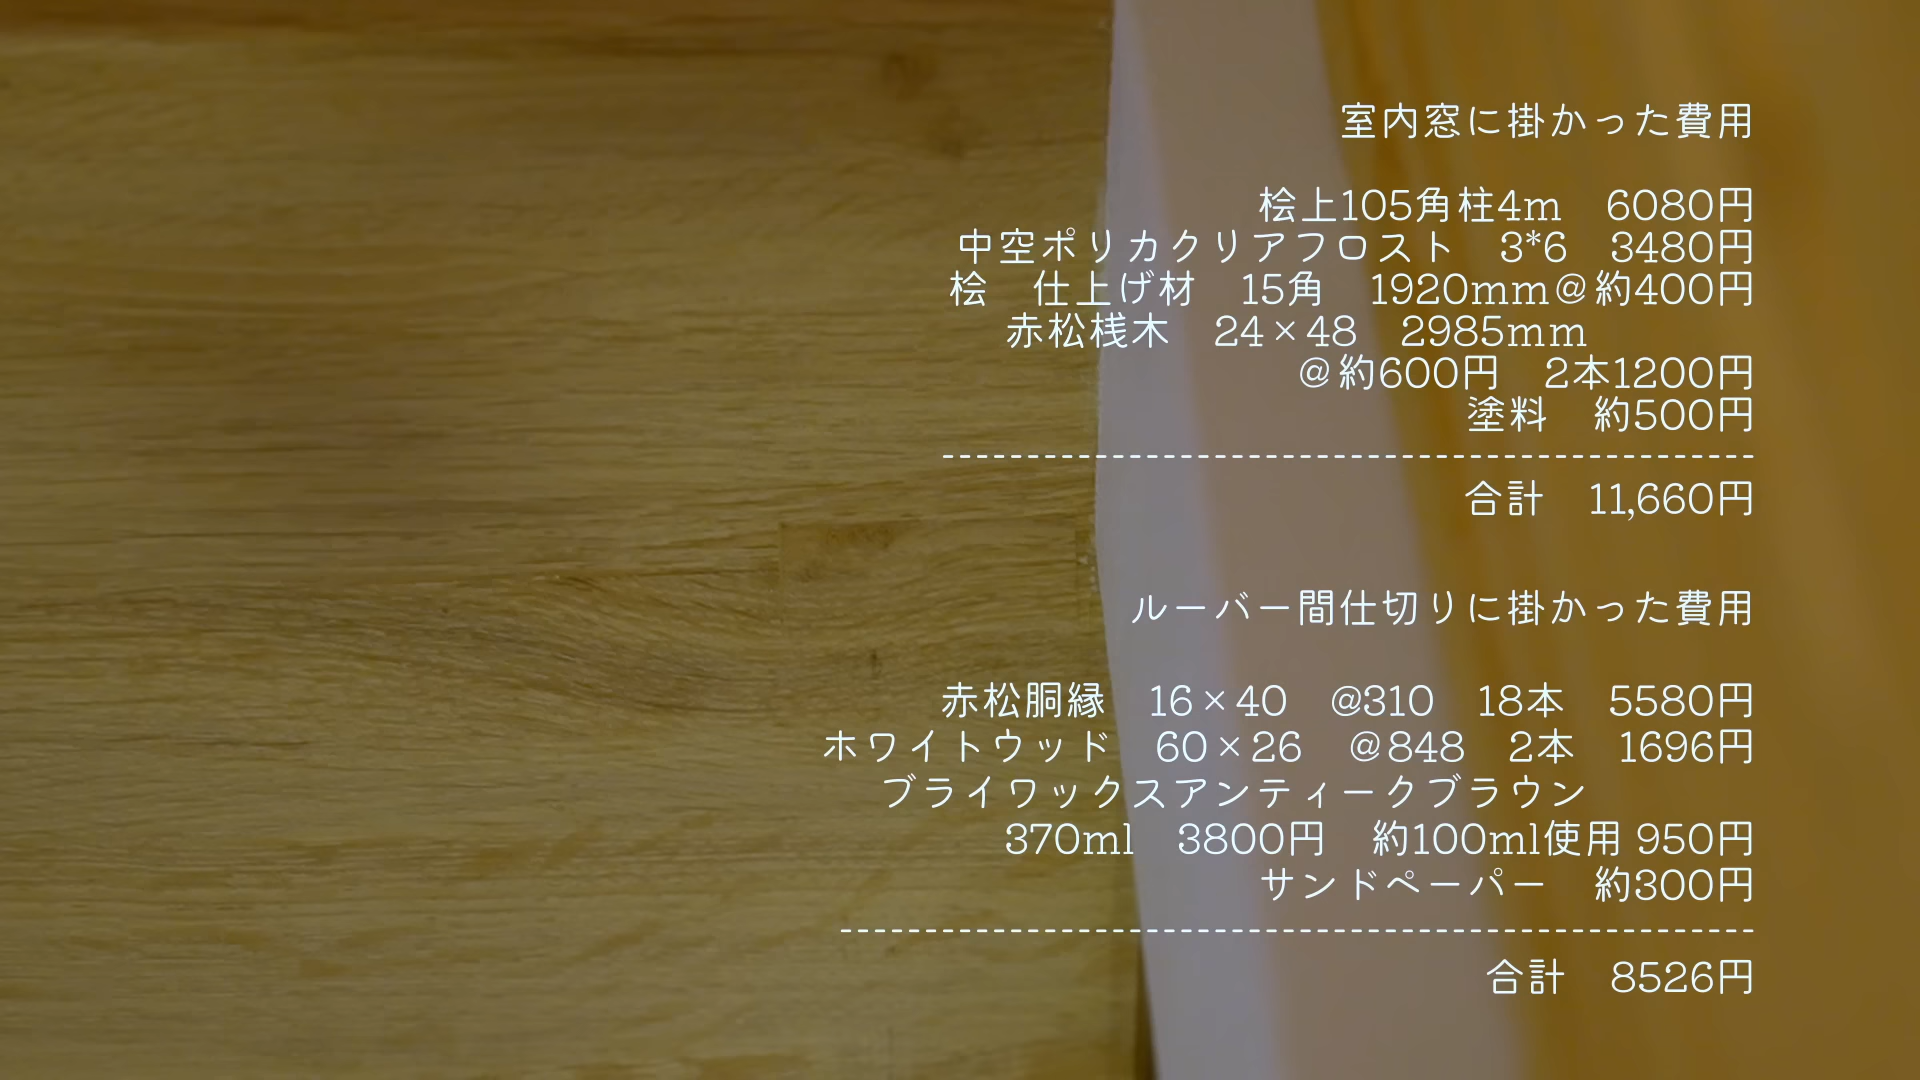 室内窓に掛かった費用
桧上105角柱4m　6080円
中空ポリカクリアフロスト　3*6　3480円
桧　仕上げ材　15角　1920mm@約400円
赤松桟木　24×48　2985mm
@約600円　2本1200円
塗料　約500円
------------------------------------------------
合計　11,660円
ルーバー間仕切りに掛かった費用
赤松胴縁　16×40　@310　18本　5580円
ホワイトウッド　60×26　@848　2本　1696円
ブライワックスアンティークブラウン
370ml　3800円　約100ml使用 950円
サンドペーパー　約300円
------------------------------------------------------
合計　8526円